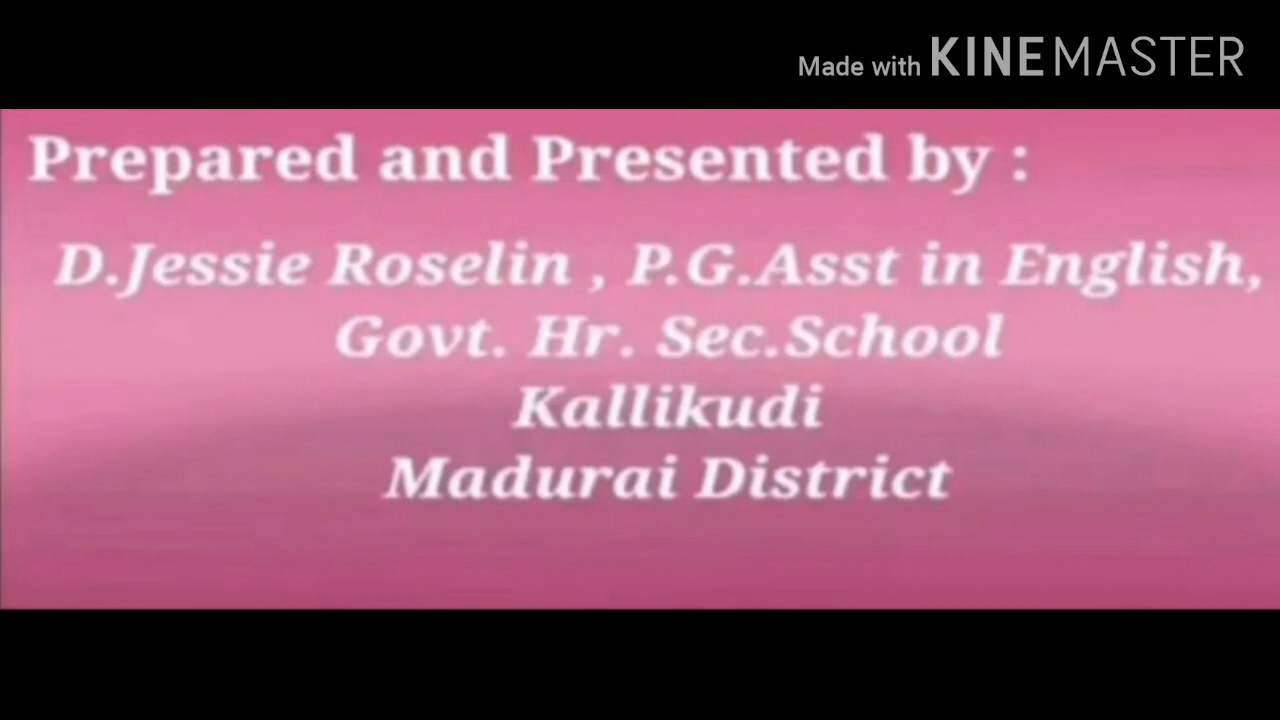 Made with KINEMASTER
Prepared and Presented by :
D.Jessie Roselin , P.G.Asst in English,
Govt. Hr. Sec.School
Kallikudi
Madurai District